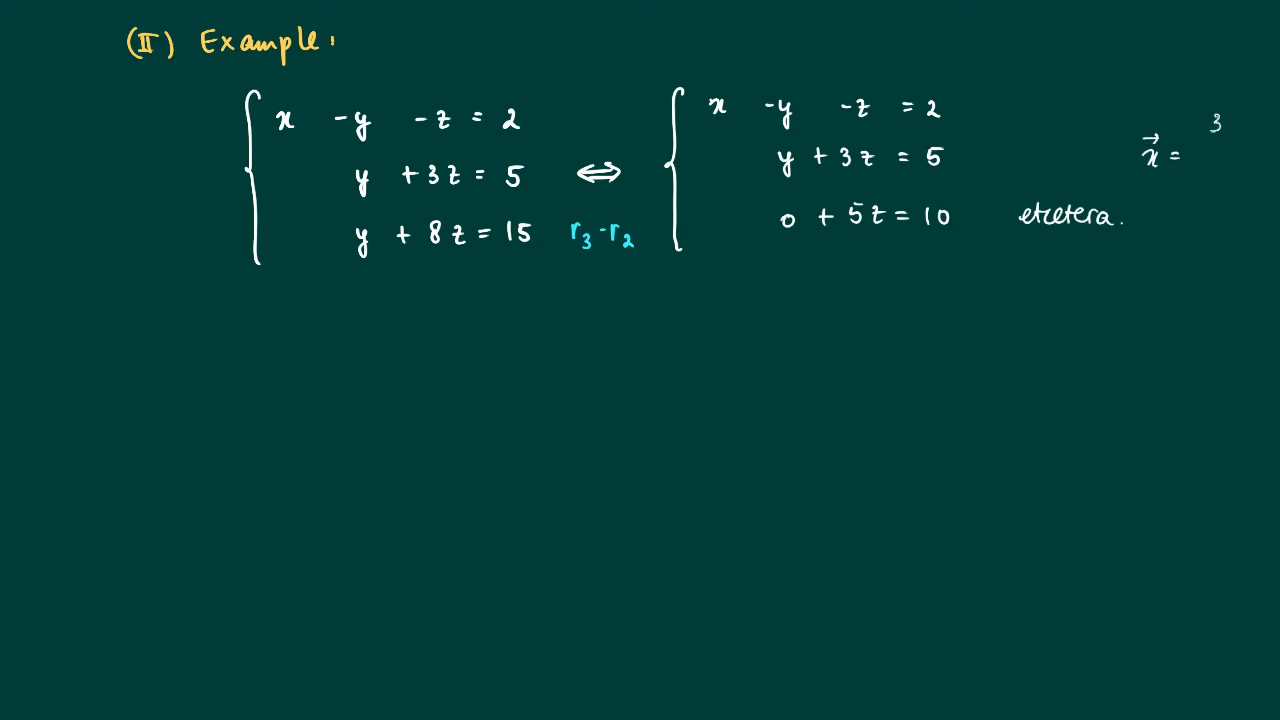 (II) Example:
x -y -z = 2
y + 3z = 5 ⇔
y + 8z = 15 r₃ - r₂
x -y -z = 2
y + 3z = 5
0 + 5z = 10 etcetera.
3
x⃗ =